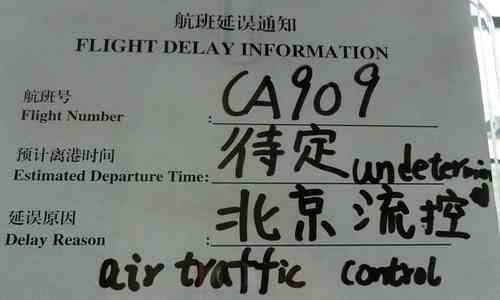 航班延误通知
FLIGHT DELAY INFORMATION
航班号
Flight Number : CA909
预计离港时间
Estimated Departure Time: 待定 undetermined
延误原因
Delay Reason : 北京流控
air traffic control